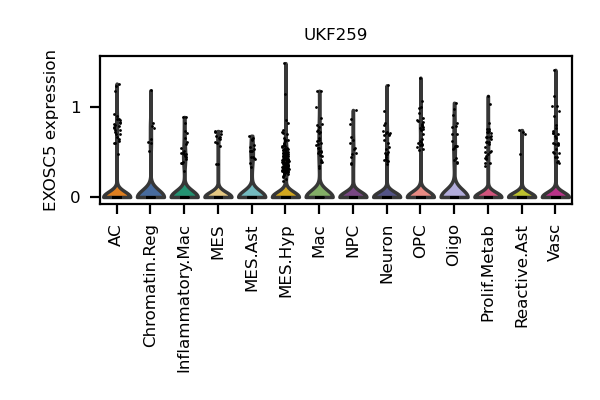 UKF259
EXOSC5 expression
1
0
AC
Chromatin.Reg
Inflammatory.Mac
MES
MES.Ast
MES.Hyp
Mac
NPC
Neuron
OPC
Oligo
Prolif.Metab
Reactive.Ast
Vasc